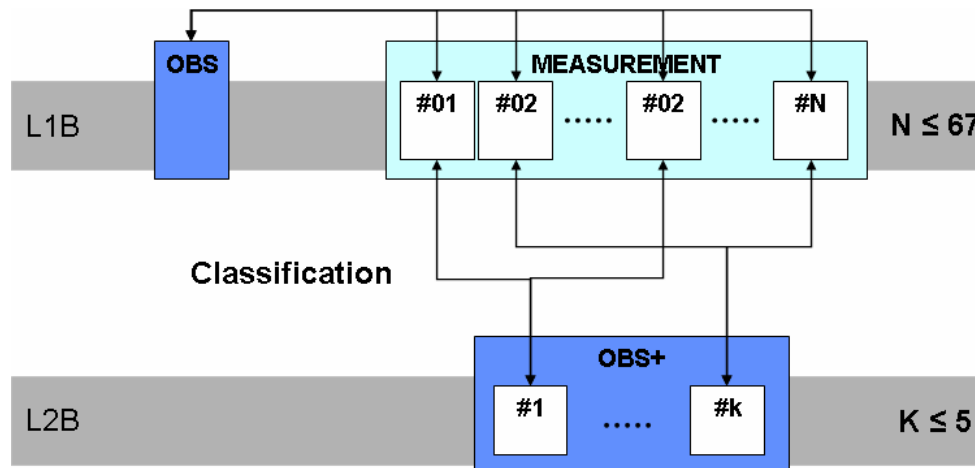 OBS
MEASUREMENT
#01
#02
.....
#02
.....
#N
L1B
N ≤ 67
Classification
OBS+
#1
.....
#k
L2B
K ≤ 5